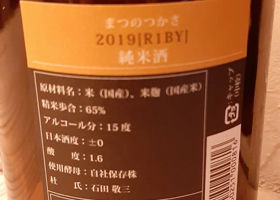 まつのつかさ
2019[R1BY]
純米酒
原材料名：米（国産）、米麹（国産米）
精米歩合：65%
アルコール分：15度
日本酒度：±0
酸　度：1.6
使用酵母：自社保存株
杜　氏：石田 敬三